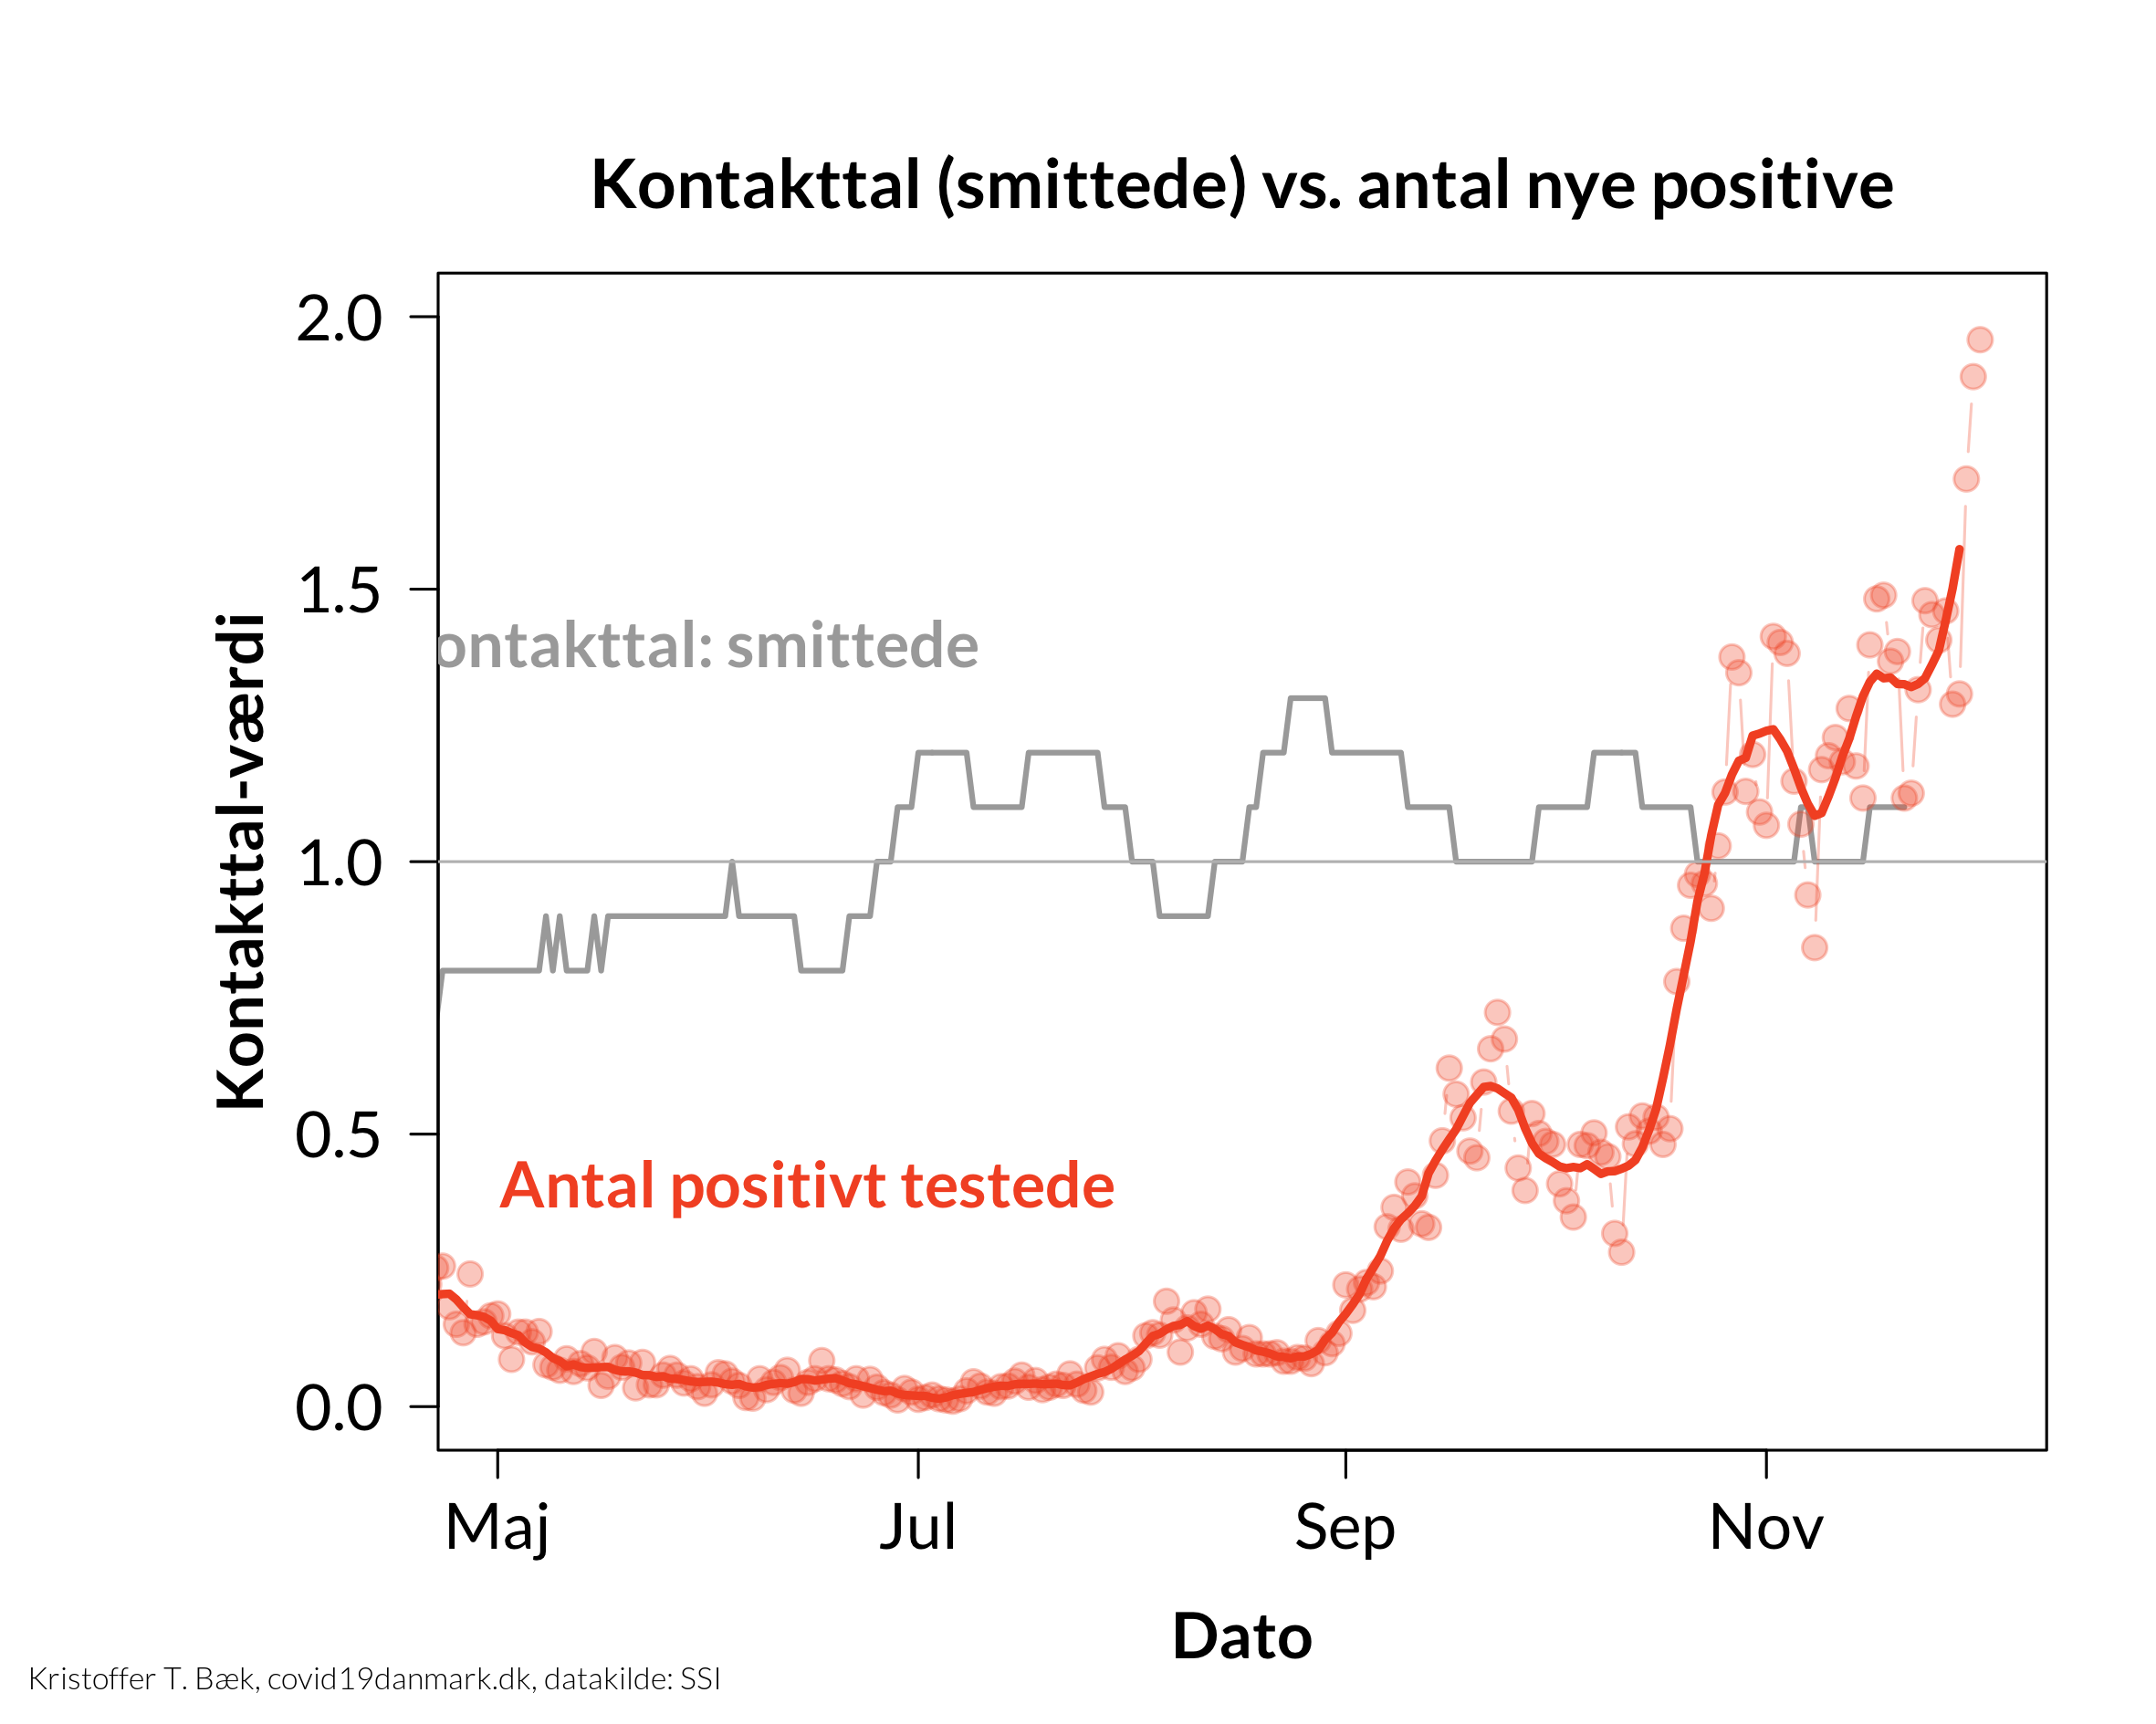 Kontakttal (smittede) vs. antal nye positive
2.0
1.5
1.0
0.5
0.0
Kontakttal-værdi
ontakttal: smittede
Antal positivt testede
Maj
Jul
Sep
Nov
Dato
Kristoffer T. Bæk, covid19danmark.dk, datakilde: SSI